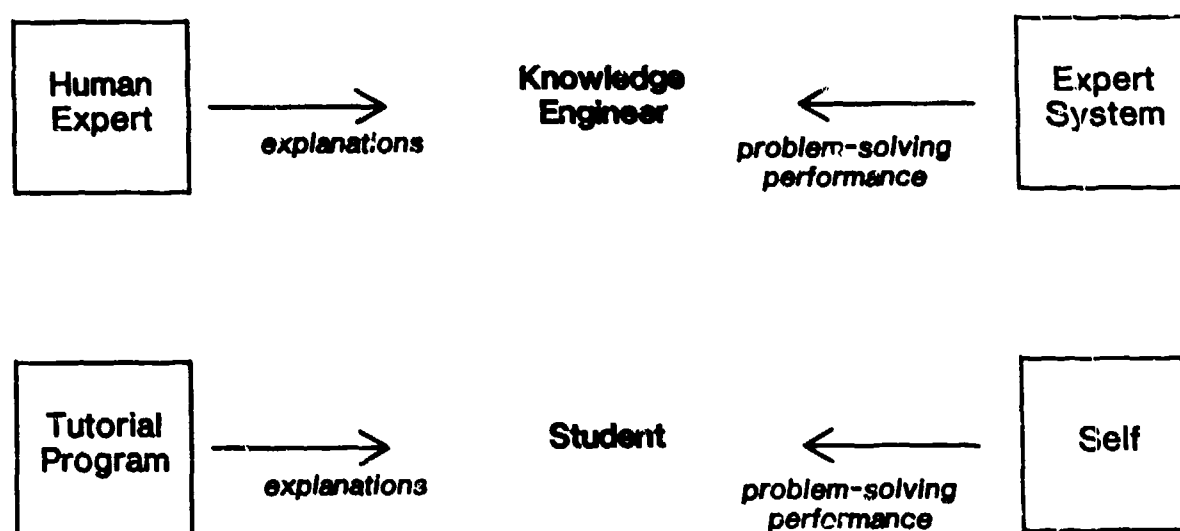 Human
Expert
explanations
Knowledge
Engineer
problem-solving
performance
Expert
System
Tutorial
Program
explanations
Student
problem-solving
performance
Self